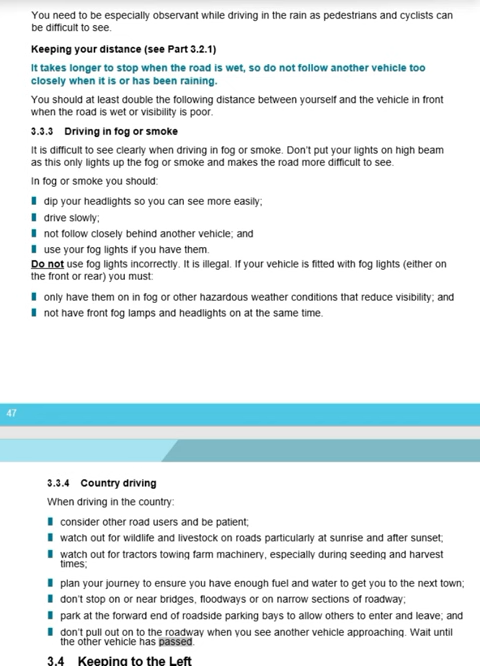 You need to be especially observant while driving in the rain as pedestrians and cyclists can
be difficult to see.
Keeping your distance (see Part 3.2.1)
It takes longer to stop when the road is wet, so do not follow another vehicle too
closely when it is or has been raining.
You should at least double the following distance between yourself and the vehicle in front
when the road is wet or visibility is poor.
3.3.3 Driving in fog or smoke
It is difficult to see clearly when driving in fog or smoke. Don't put your lights on high beam
as this only lights up the fog or smoke and makes the road more difficult to see.
In fog or smoke you should:
dip your headlights so you can see more easily;
drive slowly;
not follow closely behind another vehicle; and
use your fog lights if you have them.
Do not use fog lights incorrectly. It is illegal. If your vehicle is fitted with fog lights (either on
the front or rear) you must:
only have them on in fog or other hazardous weather conditions that reduce visibility; and
not have front fog lamps and headlights on at the same time.
47
3.3.4 Country driving
When driving in the country:
consider other road users and be patient;
watch out for wildlife and livestock on roads particularly at sunrise and after sunset;
watch out for tractors towing farm machinery, especially during seeding and harvest
times;
plan your journey to ensure you have enough fuel and water to get you to the next town;
don't stop on or near bridges, floodways or on narrow sections of roadway;
park at the forward end of roadside parking bays to allow others to enter and leave; and
don't pull out on to the roadway when you see another vehicle approaching. Wait until
the other vehicle has passed.
3.4 Keeping to the Left